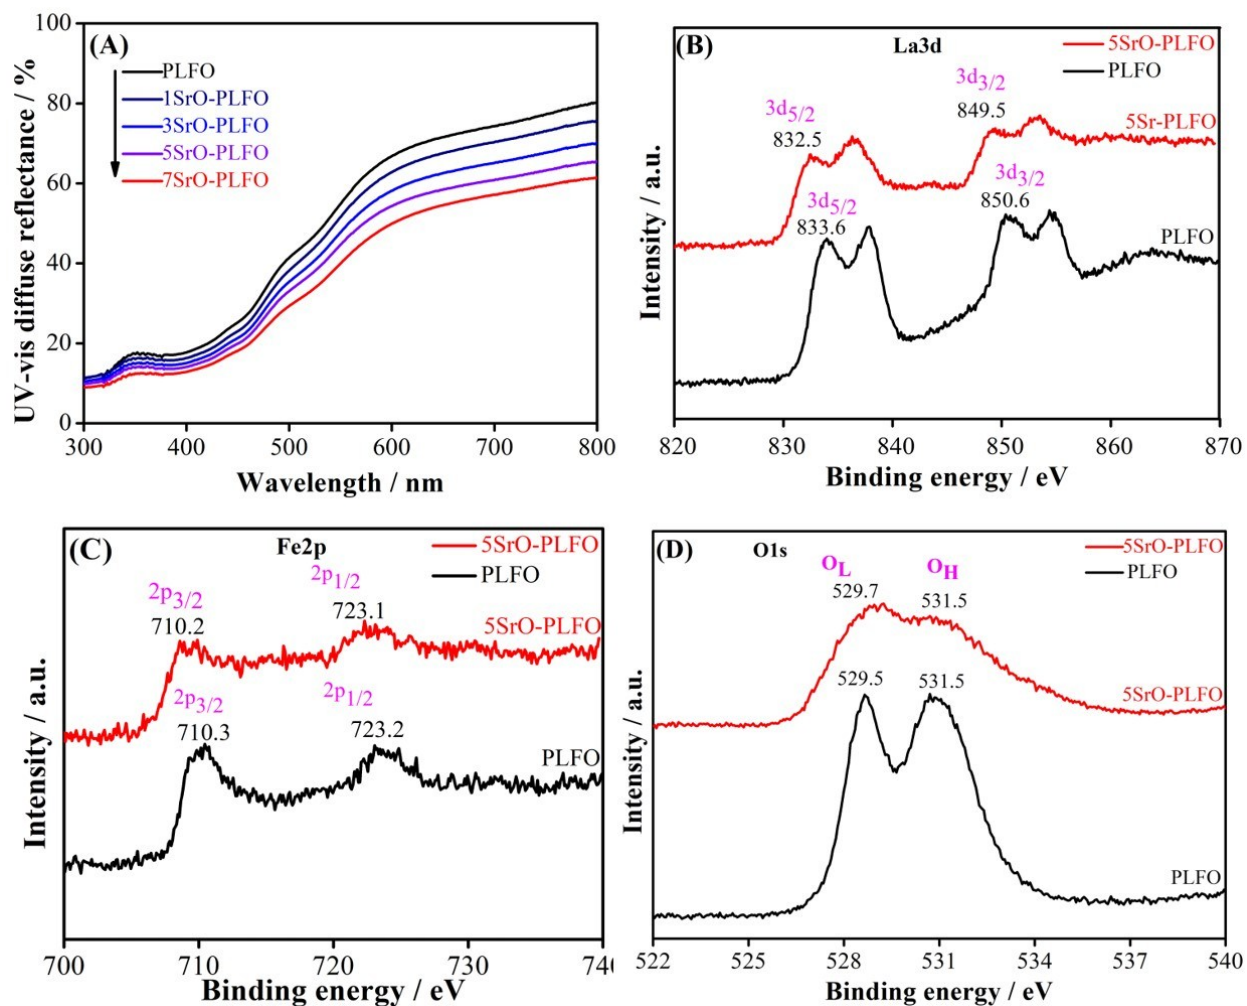 (A)
UV-vis diffuse reflectance / %
100
80
60
40
20
0
PLFO
1SrO-PLFO
3SrO-PLFO
5SrO-PLFO
7SrO-PLFO
300 400 500 600 700 800
Wavelength / nm
(B)
La3d
5SrO-PLFO
PLFO
Intensity / a.u.
3d3/2
849.5
5Sr-PLFO
3d5/2
832.5
3d3/2
850.6
3d5/2
833.6
PLFO
820 830 840 850 860 870
Binding energy / eV
(C)
Fe2p
5SrO-PLFO
PLFO
Intensity / a.u.
2p1/2
723.1
2p3/2
710.2
5SrO-PLFO
2p3/2
710.3
2p1/2
723.2
PLFO
700 710 720 730 740
Binding energy / eV
(D)
O1s
5SrO-PLFO
PLFO
Intensity / a.u.
OL
529.7
OH
531.5
529.5
531.5
5SrO-PLFO
PLFO
522 525 528 531 534 537 540
Binding energy / eV